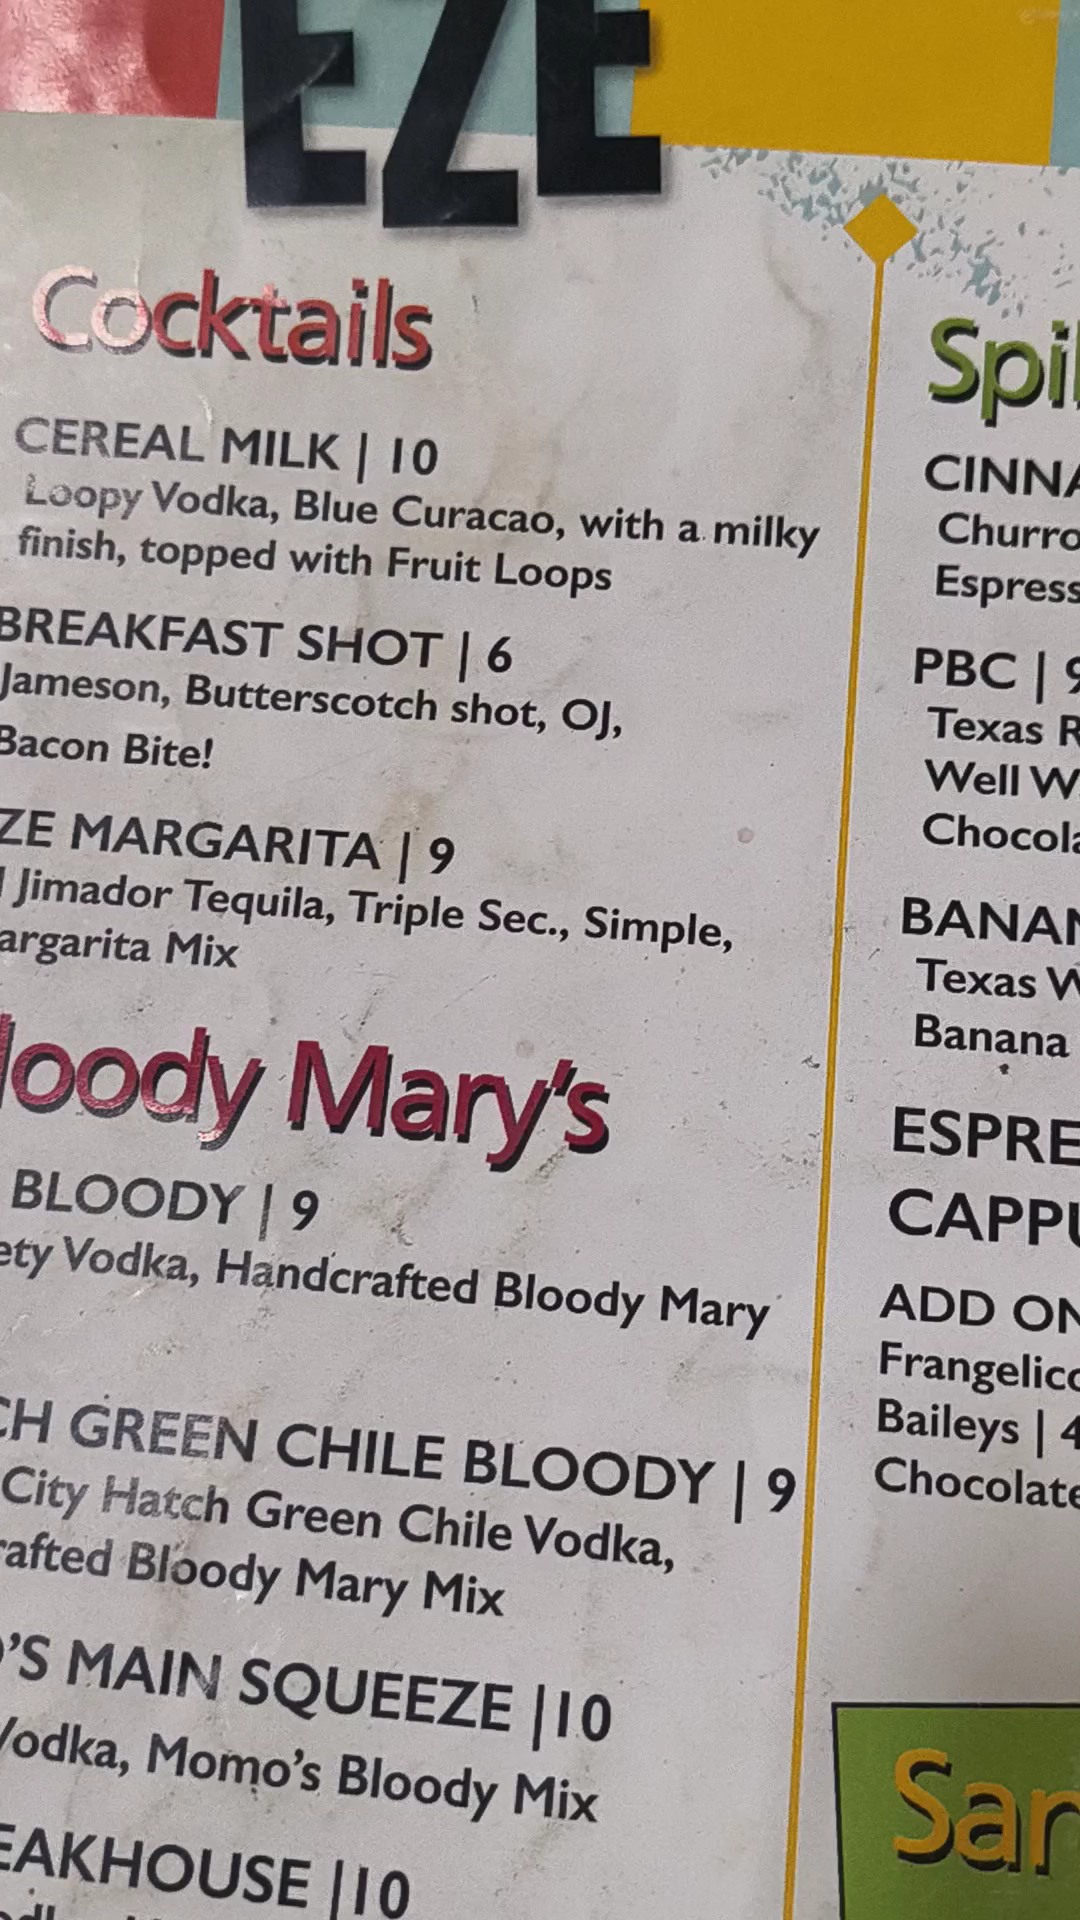 EZE
Cocktails
CEREAL MILK | 10
Loopy Vodka, Blue Curacao, with a milky
finish, topped with Fruit Loops
BREAKFAST SHOT | 6
Jameson, Butterscotch shot, OJ,
Bacon Bite!
ZE MARGARITA | 9
l Jimador Tequila, Triple Sec., Simple,
argarita Mix
loody Mary's
BLOODY | 9
ety Vodka, Handcrafted Bloody Mary
CH GREEN CHILE BLOODY | 9
City Hatch Green Chile Vodka,
rafted Bloody Mary Mix
'S MAIN SQUEEZE |10
Vodka, Momo's Bloody Mix
EAKHOUSE |10
Spil
CINNA
Churro
Espress
PBC | 9
Texas R
Well W
Chocola
BANAN
Texas W
Banana
ESPRE
CAPPU
ADD ON
Frangelico
Baileys | 4
Chocolate
San